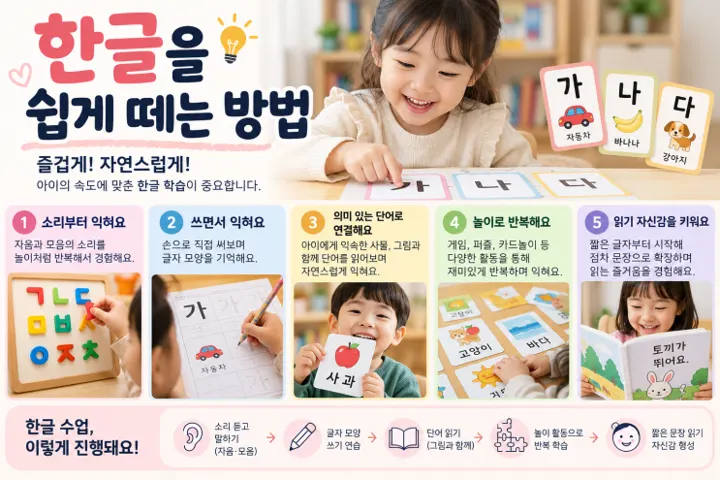 한글을
쉽게 떼는 방법
즐겁게! 자연스럽게!
아이의 속도에 맞춘 한글 학습이 중요합니다.
가
자동차
나
바나나
다
강아지
가 나 다
1 소리부터 익혀요
자음과 모음의 소리를
놀이처럼 반복해서 경험해요.
ㄱㄴㄷ
ㅁㅂㅅ
ㅇㅈㅊ
2 쓰면서 익혀요
손으로 직접 써보며
글자 모양을 기억해요.
가 가
자동차
3 의미 있는 단어로
연결해요
아이에게 익숙한 사물, 그림과
함께 단어를 읽어보며
자연스럽게 익혀요.
사과
4 놀이로 반복해요
게임, 퍼즐, 카드놀이 등
다양한 활동을 통해
재미있게 반복하며 익혀요.
고양이
바다
5 읽기 자신감을 키워요
짧은 글자부터 시작해
점차 문장으로 확장하며
읽는 즐거움을 경험해요.
토끼가
뛰어요.
한글 수업,
이렇게 진행돼요!
소리 듣고
말하기
(자음·모음)
글자 모양
쓰기 연습
단어 읽기
(그림과 함께)
놀이 활동으로
반복 학습
짧은 문장 읽기
자신감 형성